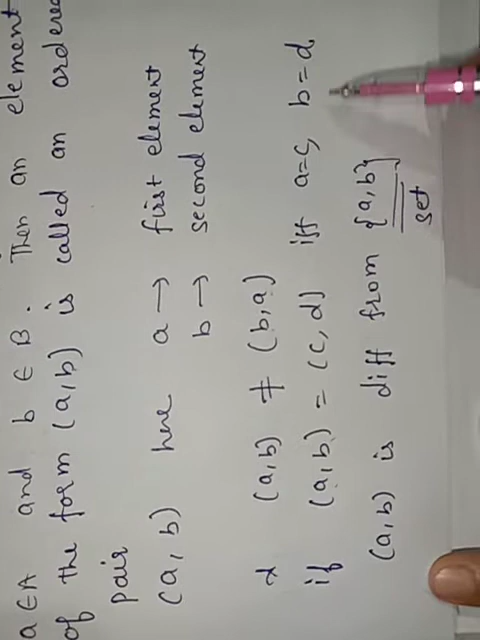 a ∈ A and b ∈ B. Then an element
of the form (a,b) is called an ordered
pair
(a, b) here a → first element
b → second element
(a,b) ≠ (b,a)
if (a,b) = (c,d) iff a=c, b=d.
(a,b) is diff from {a,b}
set